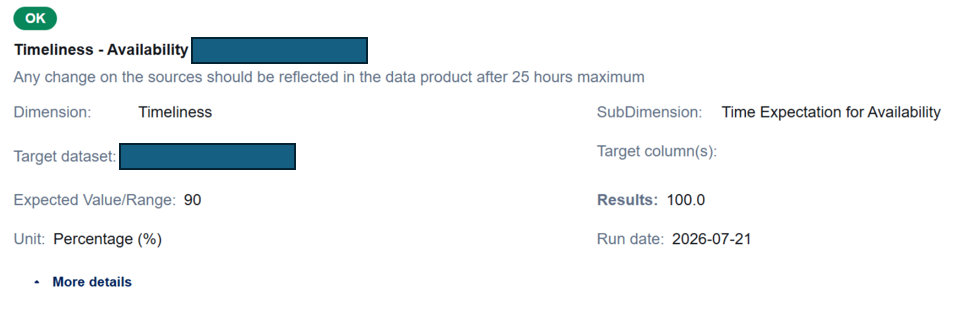 OK
Timeliness - Availability
Any change on the sources should be reflected in the data product after 25 hours maximum
Dimension: Timeliness
SubDimension: Time Expectation for Availability
Target dataset:
Target column(s):
Expected Value/Range: 90
Results: 100.0
Unit: Percentage (%)
Run date: 2026-07-21
More details